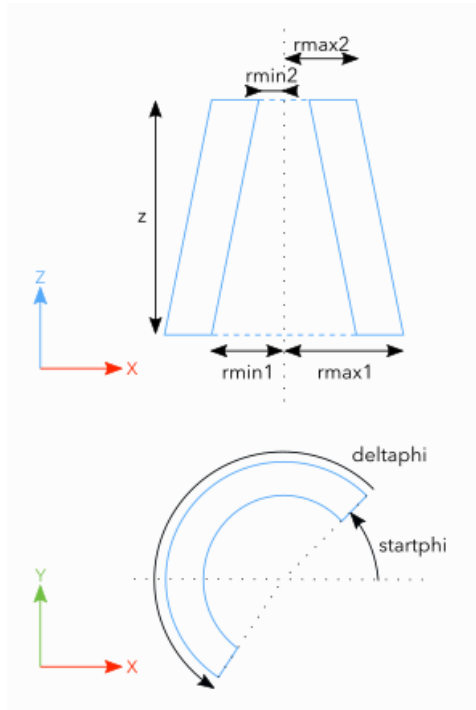 rmax2
rmin2
z
Z
X
rmin1
rmax1
deltaphi
startphi
Y
X